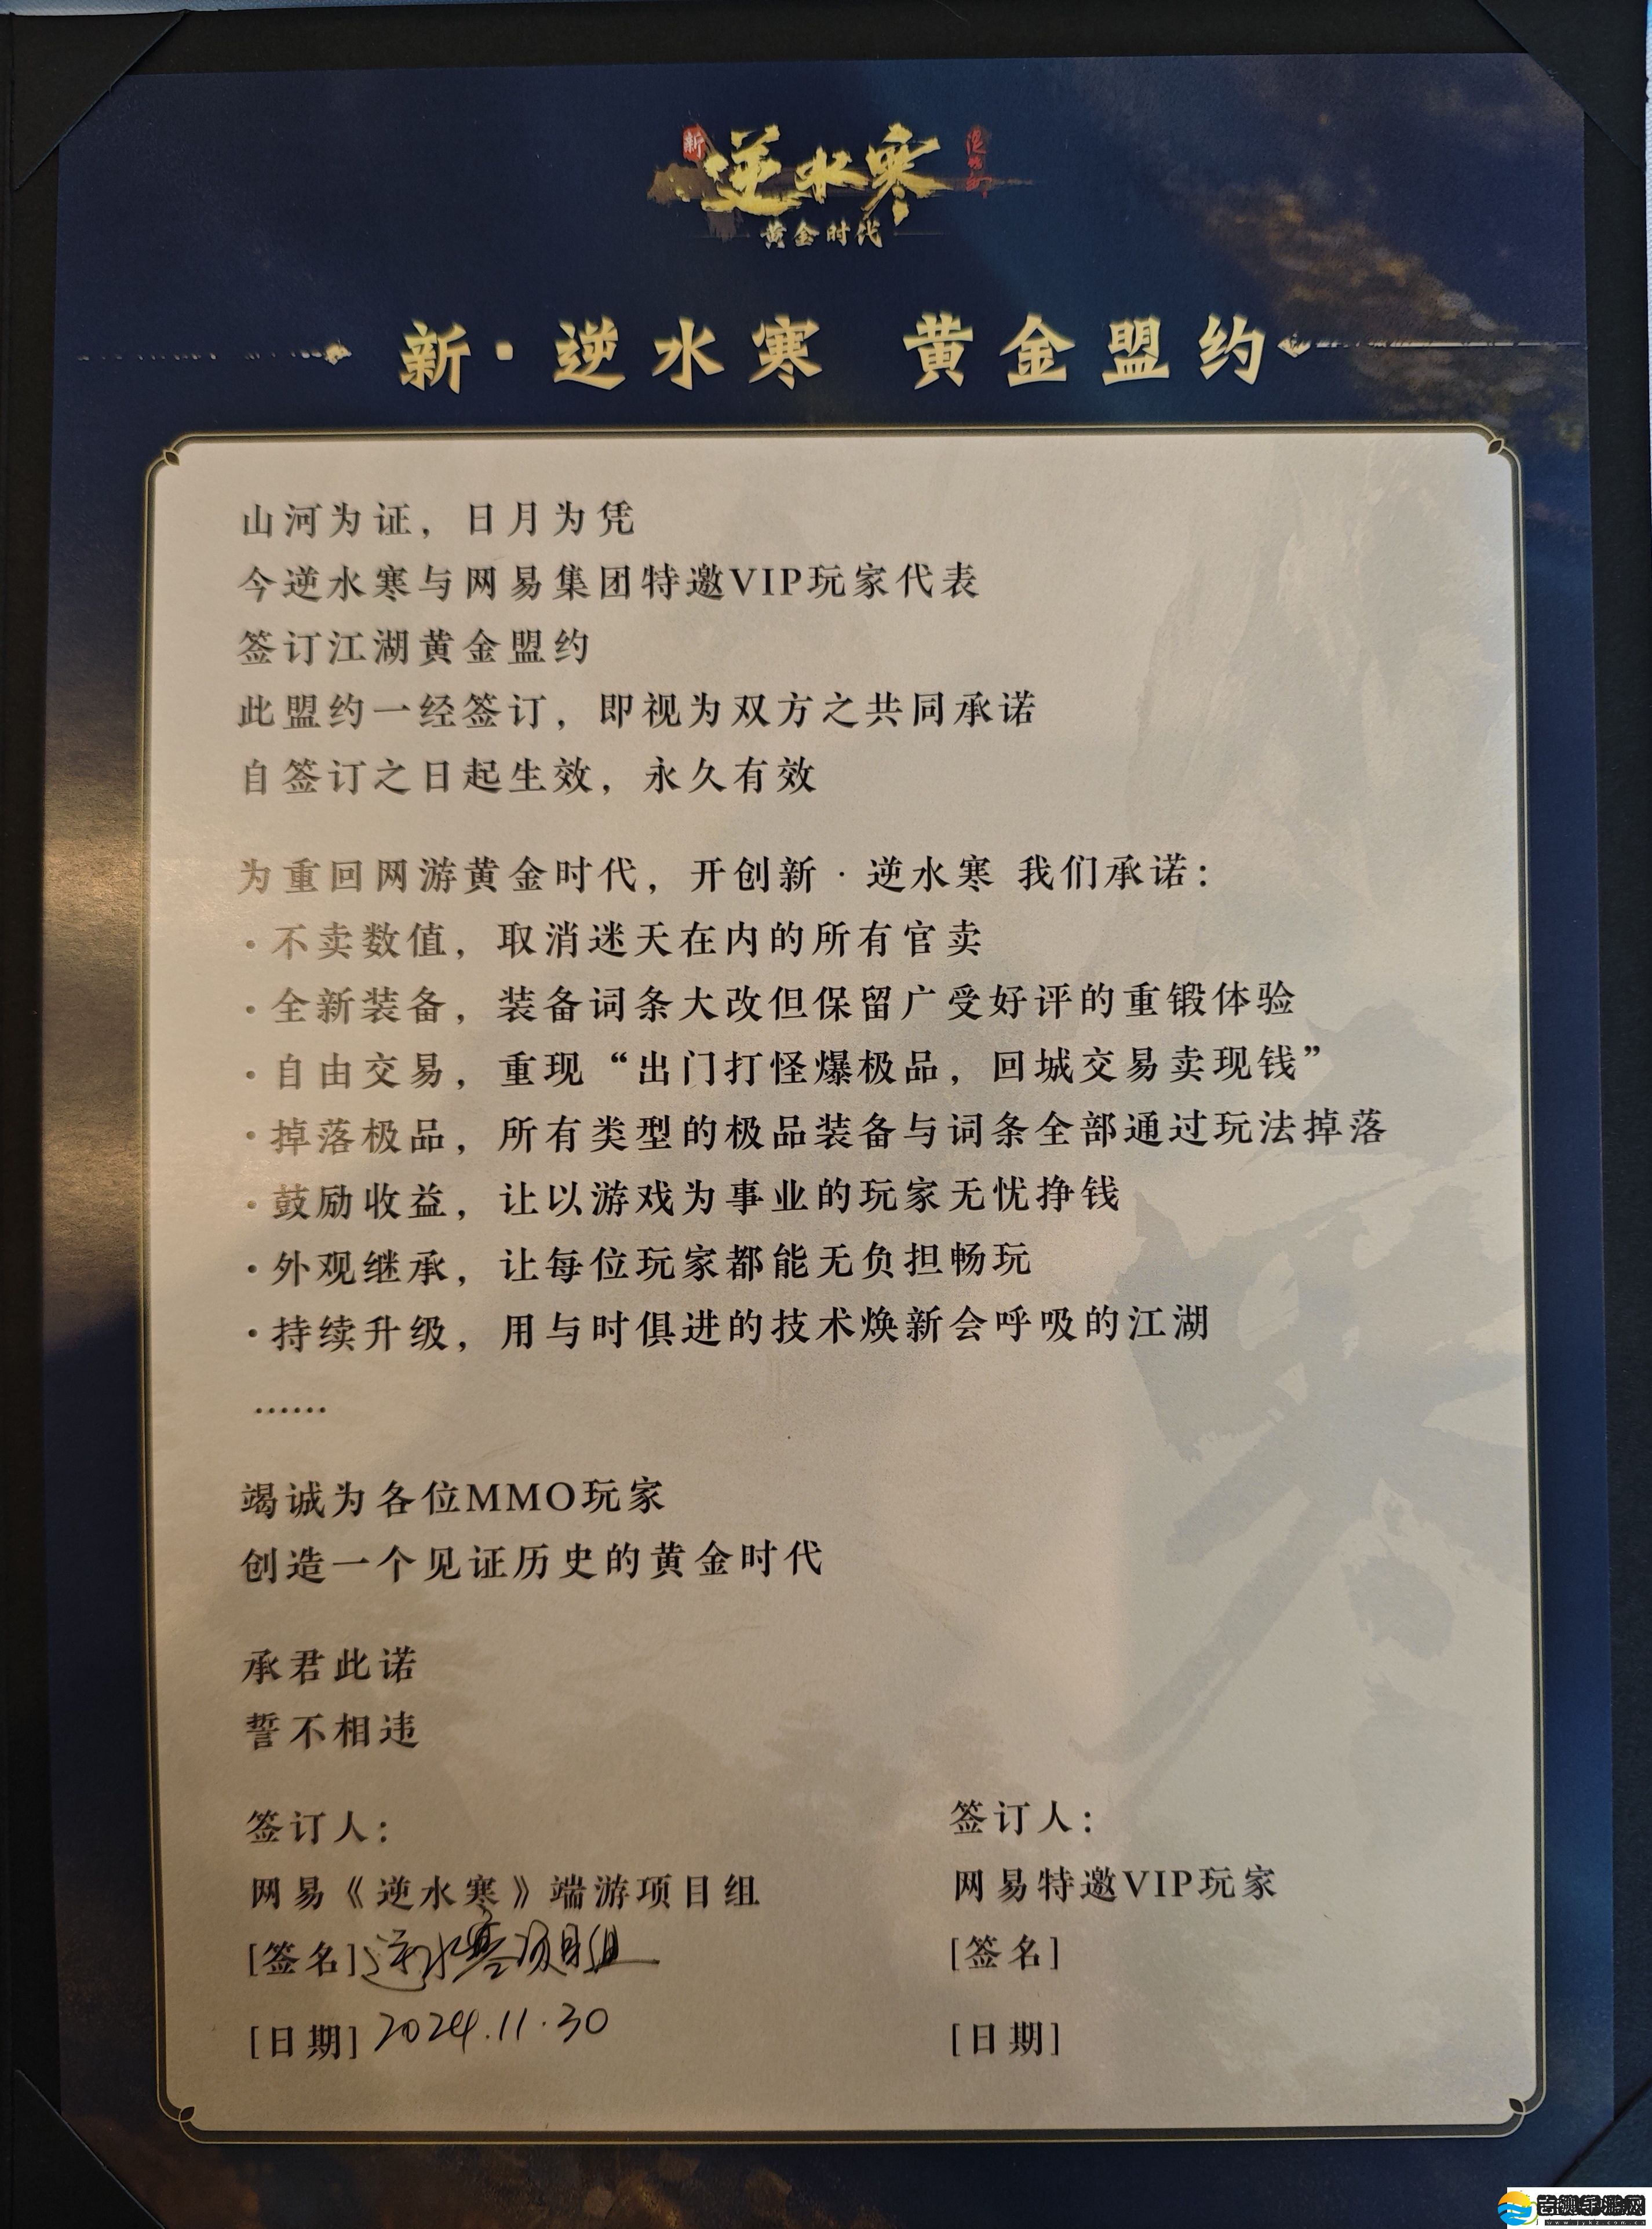 新 逆水寒
黄金时代
新·逆水寒 黄金盟约
山河为证，日月为凭
今逆水寒与网易集团特邀VIP玩家代表
签订江湖黄金盟约
此盟约一经签订，即视为双方之共同承诺
自签订之日起生效，永久有效
为重回网游黄金时代，开创新·逆水寒 我们承诺：
·不卖数值，取消迷天在内的所有官卖
·全新装备，装备词条大改但保留广受好评的重锻体验
·自由交易，重现“出门打怪爆极品，回城交易卖现钱”
·掉落极品，所有类型的极品装备与词条全部通过玩法掉落
·鼓励收益，让以游戏为事业的玩家无忧挣钱
·外观继承，让每位玩家都能无负担畅玩
·持续升级，用与时俱进的技术焕新会呼吸的江湖
······
竭诚为各位MMO玩家
创造一个见证历史的黄金时代
承君此诺
誓不相违
签订人：
网易《逆水寒》端游项目组
[签名]逆水寒项目组
[日期]2024.11.30
签订人：
网易特邀VIP玩家
[签名]
[日期]